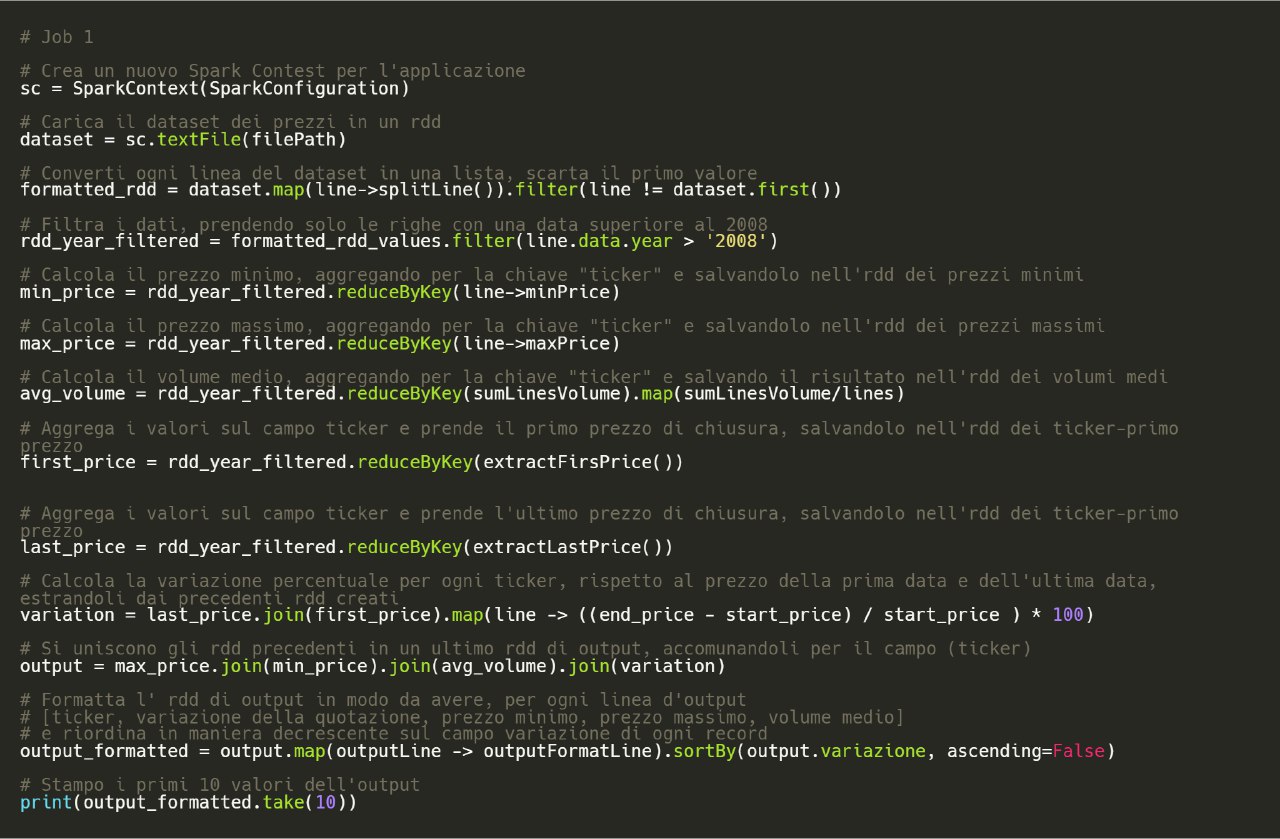 # Job 1
# Crea un nuovo Spark Contest per l'applicazione
sc = SparkContext(SparkConfiguration)
# Carica il dataset dei prezzi in un rdd
dataset = sc.textFile(filePath)
# Converti ogni linea del dataset in una lista, scarta il primo valore
formatted_rdd = dataset.map(line->splitLine()).filter(line != dataset.first())
# Filtra i dati, prendendo solo le righe con una data superiore al 2008
rdd_year_filtered = formatted_rdd_values.filter(line.data.year > '2008')
# Calcola il prezzo minimo, aggregando per la chiave "ticker" e salvandolo nell'rdd dei prezzi minimi
min_price = rdd_year_filtered.reduceByKey(line->minPrice)
# Calcola il prezzo massimo, aggregando per la chiave "ticker" e salvandolo nell'rdd dei prezzi massimi
max_price = rdd_year_filtered.reduceByKey(line->maxPrice)
# Calcola il volume medio, aggregando per la chiave "ticker" e salvando il risultato nell'rdd dei volumi medi
avg_volume = rdd_year_filtered.reduceByKey(sumLinesVolume).map(sumLinesVolume/lines)
# Aggrega i valori sul campo ticker e prende il primo prezzo di chiusura, salvandolo nell'rdd dei ticker-primo
prezzo
first_price = rdd_year_filtered.reduceByKey(extractFirsPrice())
# Aggrega i valori sul campo ticker e prende l'ultimo prezzo di chiusura, salvandolo nell'rdd dei ticker-primo
prezzo
last_price = rdd_year_filtered.reduceByKey(extractLastPrice())
# Calcola la variazione percentuale per ogni ticker, rispetto al prezzo della prima data e dell'ultima data,
estrandoli dai precedenti rdd creati
variation = last_price.join(first_price).map(line -> ((end_price - start_price) / start_price ) * 100)
# Si uniscono gli rdd precedenti in un ultimo rdd di output, accomunandoli per il campo (ticker)
output = max_price.join(min_price).join(avg_volume).join(variation)
# Formatta l' rdd di output in modo da avere, per ogni linea d'output
# [ticker, variazione della quotazione, prezzo minimo, prezzo massimo, volume medio]
# e riordina in maniera decrescente sul campo variazione di ogni record
output_formatted = output.map(outputLine -> outputFormatLine).sortBy(output.variazione, ascending=False)
# Stampo i primi 10 valori dell'output
print(output_formatted.take(10))